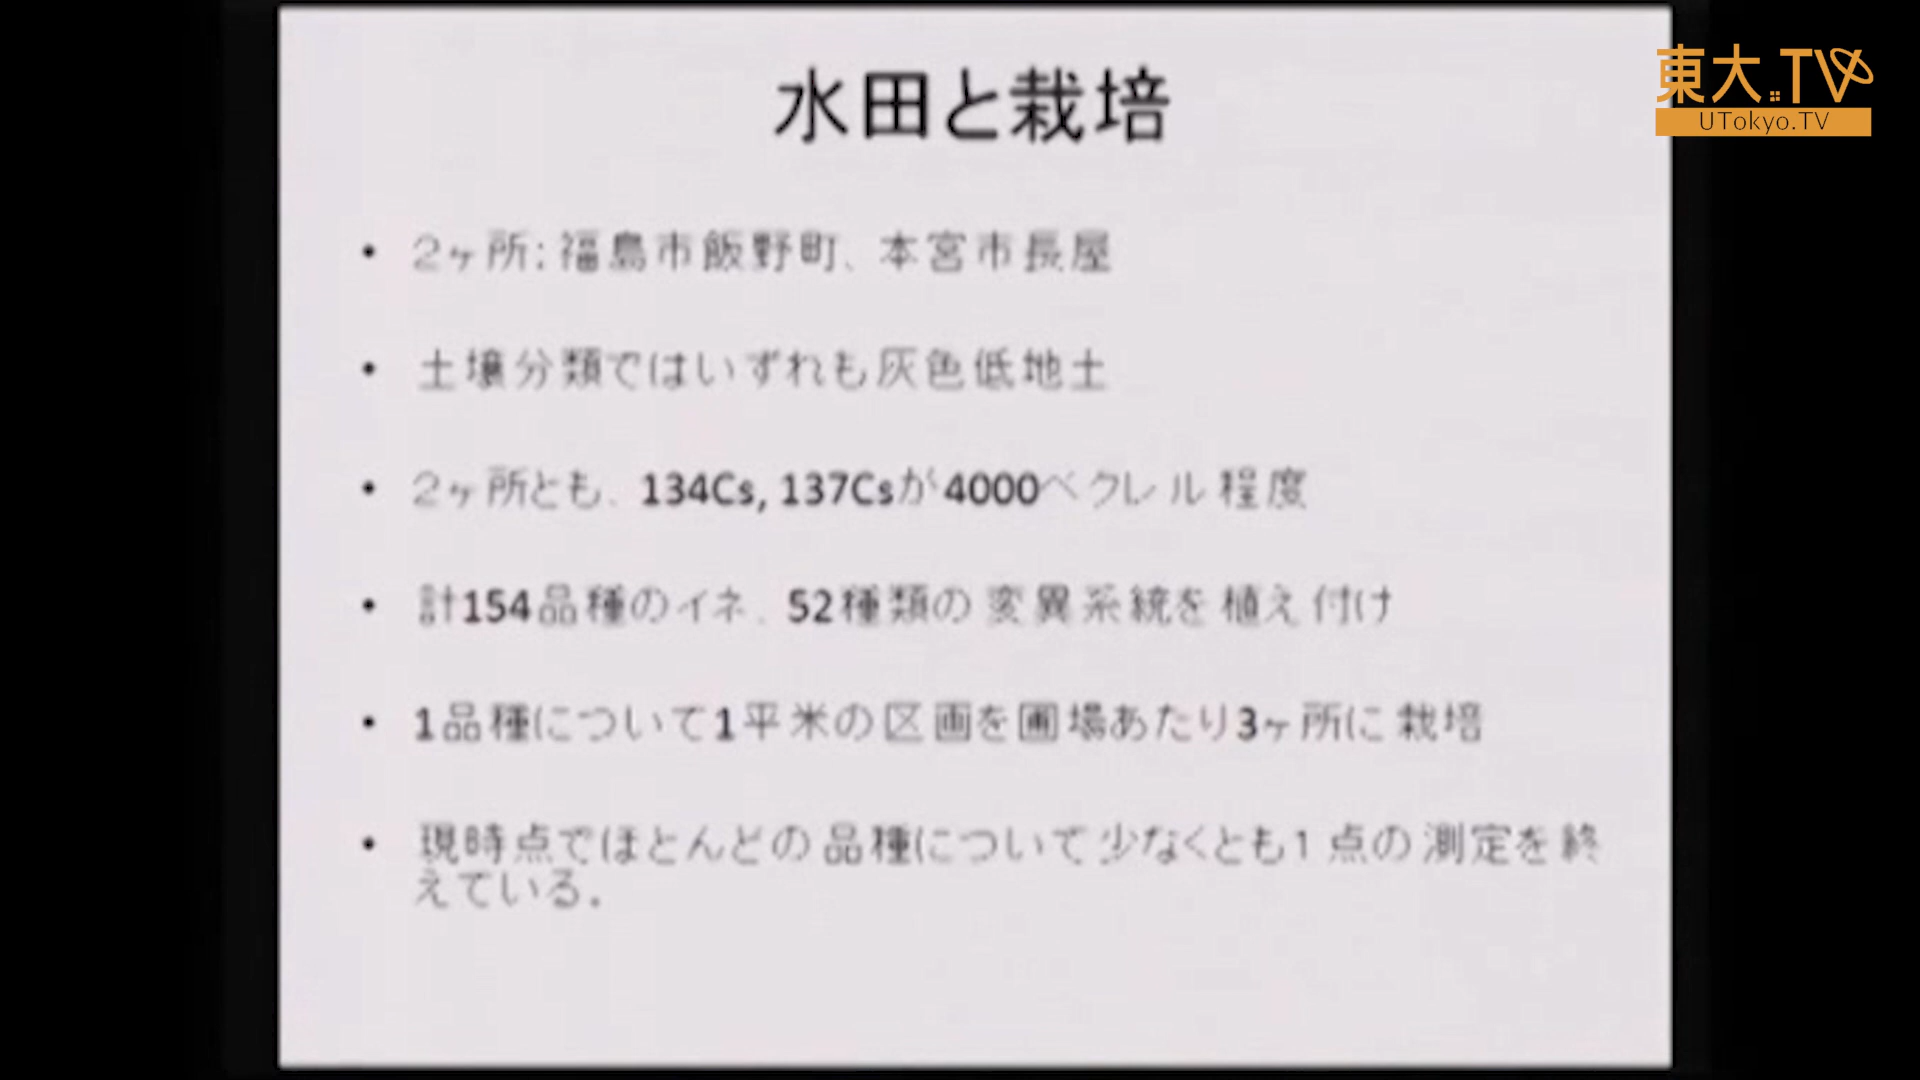 水田と栽培
東大.TV
UTokyo.TV
• 2ヶ所:福島市飯野町、本宮市長屋
• 土壌分類ではいずれも灰色低地土
• 2ヶ所とも、134Cs, 137Csが4000ベクレル程度
• 計154品種のイネ、52種類の変異系統を植え付け
• 1品種について1平米の区画を圃場あたり3ヶ所に栽培
• 現時点でほとんどの品種について少なくとも1点の測定を終
えている.